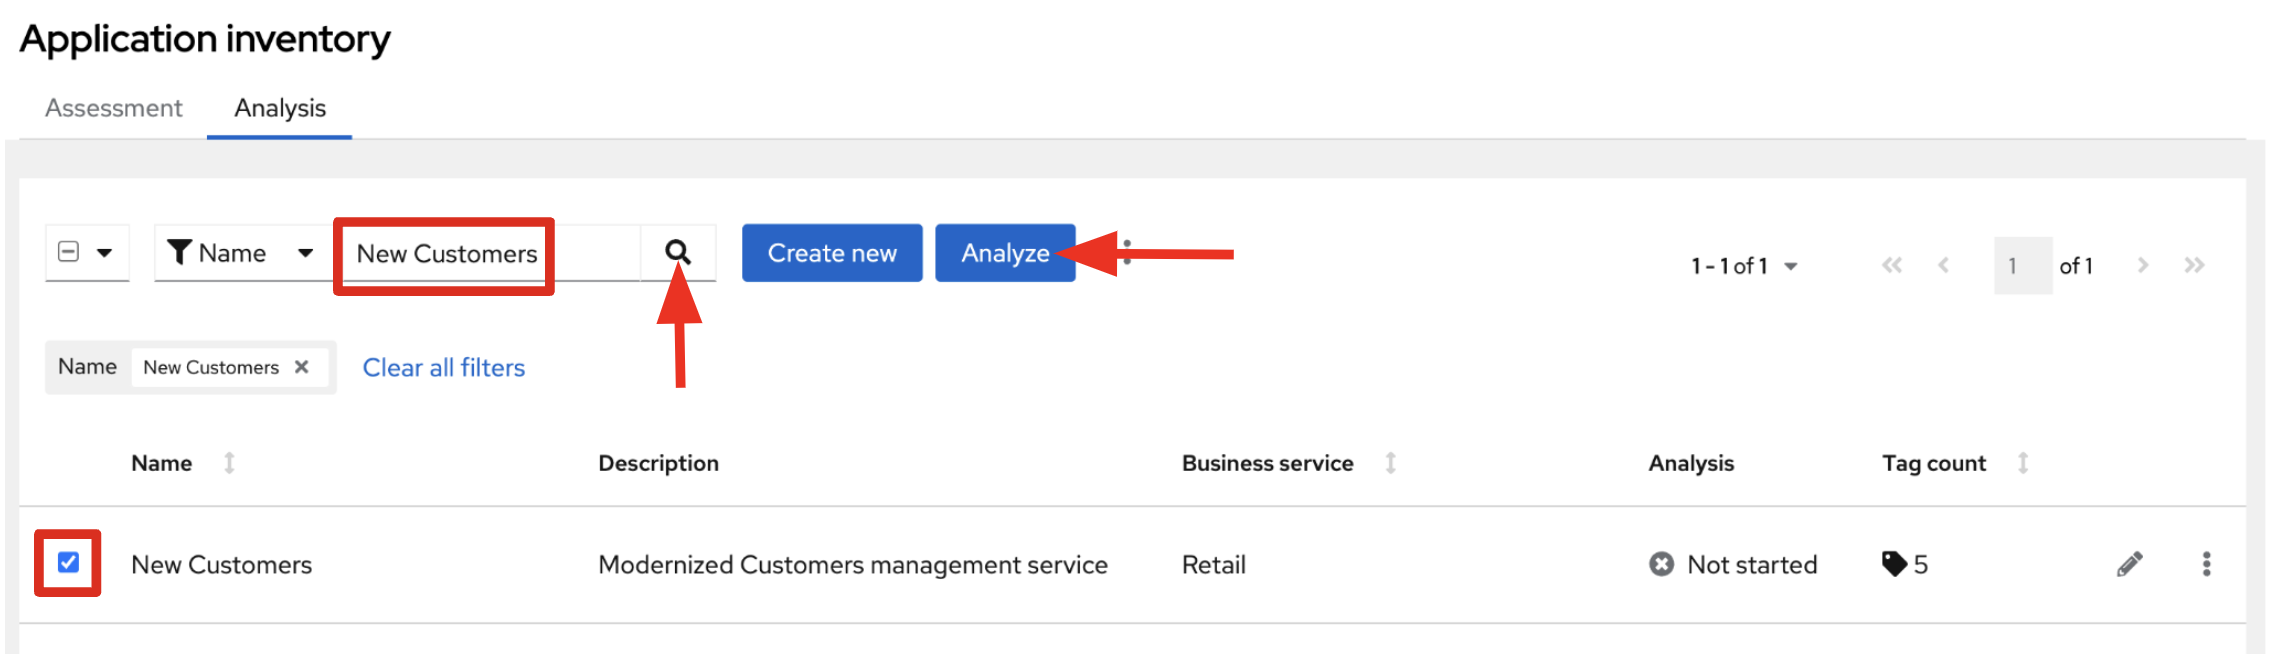 Application inventory
Assessment Analysis
Name New Customers Create new Analyze 1 - 1 of 1 1 of 1
Name New Customers Clear all filters
Name Description Business service Analysis Tag count
New Customers Modernized Customers management service Retail Not started 5